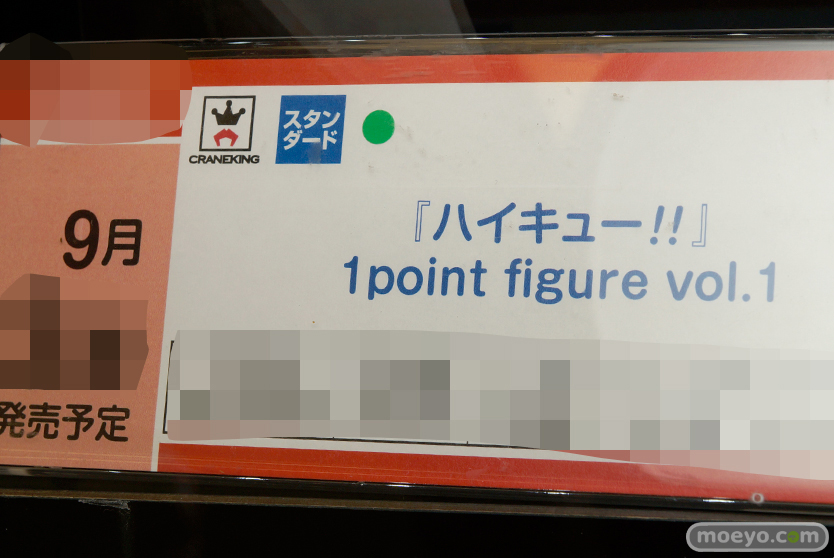 CRANEKING
スタン
ダード
9月
発売予定
『ハイキュー!!』
1point figure vol.1
moeyo.com